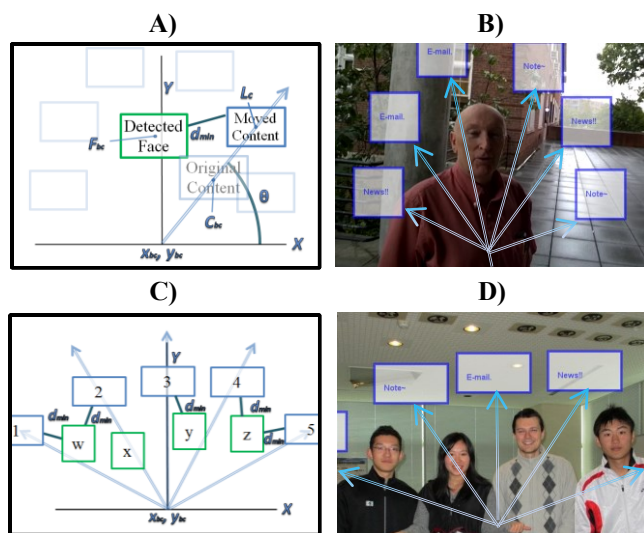 A)
B)
Y
Lc
Detected
Face
dmin
Moved
Content
Fbc
Original
Content
θ
Cbc
xbc, ybc
X
E-mail.
Note~
E-mail.
News!!
News!!
Note~
C)
D)
Y
2
3
4
dmin
dmin
dmin
dmin
dmin
1
w
x
y
z
5
xbc, ybc
X
Note~
E-mail.
News!!